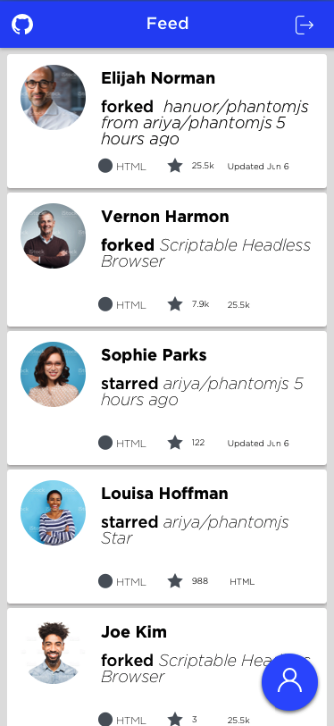 Feed
Elijah Norman
forked hanuor/phantomjs
from ariya/phantomjs 5
hours ago
HTML 25.5k Updated Jun 6
Vernon Harmon
forked Scriptable Headless
Browser
HTML 7.9k 25.5k
Sophie Parks
starred ariya/phantomjs 5
hours ago
HTML 122 Updated Jun 6
Louisa Hoffman
starred ariya/phantomjs
Star
HTML 988 HTML
Joe Kim
forked Scriptable Headless
Browser
HTML 3 25.5k